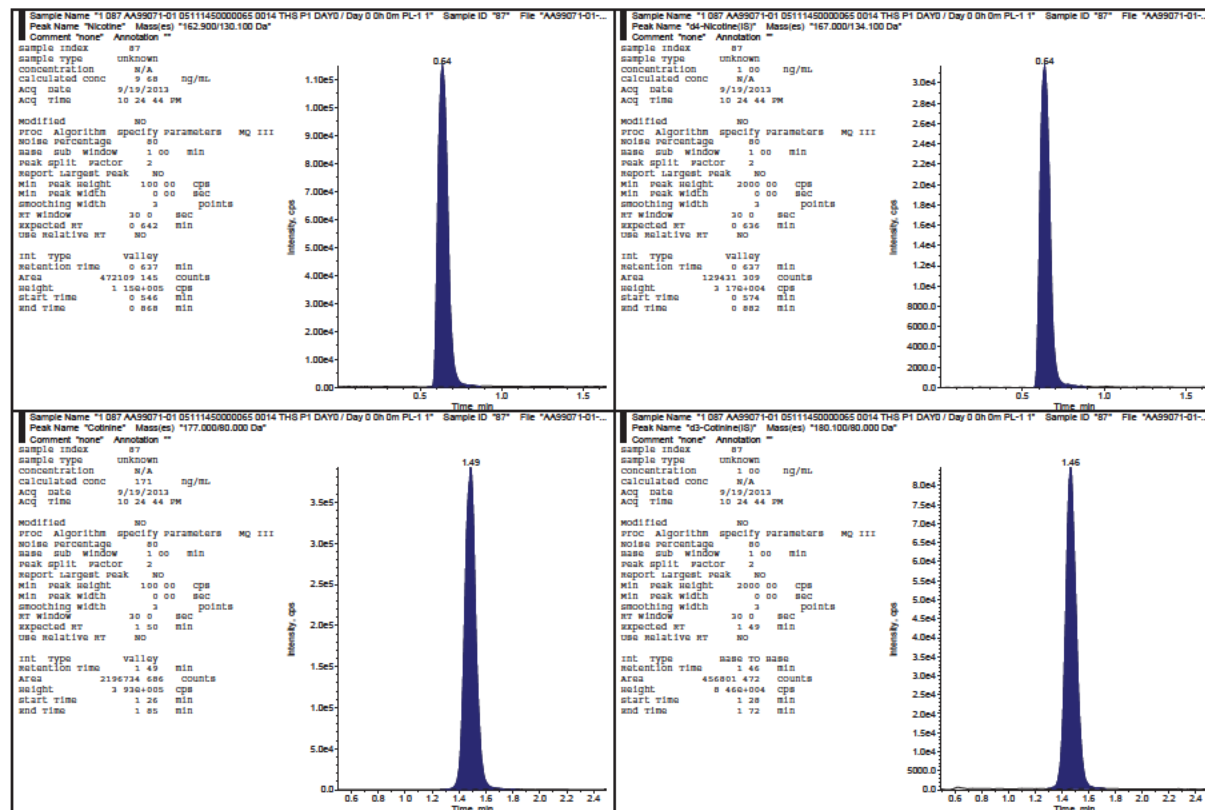 Sample Name "1 087 AA99071-01 05111450000065 0014 THS P1 DAY0 / Day 0 0h 0m PL-1 1" Sample ID "87" File "AA99071-01-...
Peak Name "Nicotine" Mass(es) "162.900/130.100 Da"
Comment "none" Annotation ""
Sample Index 87
Sample Type Unknown
Concentration N/A
Calculated Conc 9 68 ng/mL
Acq Date 9/19/2013
Acq Time 10 24 44 PM
Modified NO
Proc Algorithm Specify Parameters MQ III
Noise Percentage 80
Base Sub Window 1 00 min
Peak Split Factor 2
Report Largest Peak NO
Min Peak Height 100 00 cps
Min Peak Width 0 00 sec
Smoothing Width 3 points
RT Window 30 0 sec
Expected RT 0 642 min
Use Relative RT NO
Int Type Valley
Retention Time 0 637 min
Area 472109 145 counts
Height 1 15e+005 cps
Start Time 0 546 min
End Time 0 868 min
0.64
Intensity, cps
1.10e5
1.00e5
9.00e4
8.00e4
7.00e4
6.00e4
5.00e4
4.00e4
3.00e4
2.00e4
1.00e4
0.00
0.5 1.0 1.5
Time, min
Sample Name "1 087 AA99071-01 05111450000065 0014 THS P1 DAY0 / Day 0 0h 0m PL-1 1" Sample ID "87" File "AA99071-01-...
Peak Name "d4-Nicotine(IS)" Mass(es) "167.000/134.100 Da"
Comment "none" Annotation ""
Sample Index 87
Sample Type Unknown
Concentration 1 00 ng/mL
Calculated Conc N/A
Acq Date 9/19/2013
Acq Time 10 24 44 PM
Modified NO
Proc Algorithm Specify Parameters MQ III
Noise Percentage 80
Base Sub Window 1 00 min
Peak Split Factor 2
Report Largest Peak NO
Min Peak Height 2000 00 cps
Min Peak Width 0 00 sec
Smoothing Width 3 points
RT Window 30 0 sec
Expected RT 0 636 min
Use Relative RT NO
Int Type Valley
Retention Time 0 637 min
Area 129431 309 counts
Height 3 17e+004 cps
Start Time 0 574 min
End Time 0 882 min
0.64
Intensity, cps
3.0e4
2.8e4
2.6e4
2.4e4
2.2e4
2.0e4
1.8e4
1.6e4
1.4e4
1.2e4
1.0e4
8000.0
6000.0
4000.0
2000.0
0.0
0.5 1.0 1.5
Time, min
Sample Name "1 087 AA99071-01 05111450000065 0014 THS P1 DAY0 / Day 0 0h 0m PL-1 1" Sample ID "87" File "AA99071-01-...
Peak Name "Cotinine" Mass(es) "177.000/80.000 Da"
Comment "none" Annotation ""
Sample Index 87
Sample Type Unknown
Concentration N/A
Calculated Conc 171 ng/mL
Acq Date 9/19/2013
Acq Time 10 24 44 PM
Modified NO
Proc Algorithm Specify Parameters MQ III
Noise Percentage 80
Base Sub Window 1 00 min
Peak Split Factor 2
Report Largest Peak NO
Min Peak Height 100 00 cps
Min Peak Width 0 00 sec
Smoothing Width 3 points
RT Window 30 0 sec
Expected RT 1 50 min
Use Relative RT NO
Int Type Valley
Retention Time 1 49 min
Area 2196734 686 counts
Height 3 93e+005 cps
Start Time 1 26 min
End Time 1 85 min
1.49
Intensity, cps
3.5e5
3.0e5
2.5e5
2.0e5
1.5e5
1.0e5
5.0e4
0.0
0.6 0.8 1.0 1.2 1.4 1.6 1.8 2.0 2.2 2.4
Time, min
Sample Name "1 087 AA99071-01 05111450000065 0014 THS P1 DAY0 / Day 0 0h 0m PL-1 1" Sample ID "87" File "AA99071-01-...
Peak Name "d3-Cotinine(IS)" Mass(es) "180.100/80.000 Da"
Comment "none" Annotation ""
Sample Index 87
Sample Type Unknown
Concentration 1 00 ng/mL
Calculated Conc N/A
Acq Date 9/19/2013
Acq Time 10 24 44 PM
Modified NO
Proc Algorithm Specify Parameters MQ III
Noise Percentage 80
Base Sub Window 1 00 min
Peak Split Factor 2
Report Largest Peak NO
Min Peak Height 2000 00 cps
Min Peak Width 0 00 sec
Smoothing Width 3 points
RT Window 30 0 sec
Expected RT 1 49 min
Use Relative RT NO
Int Type Base To Base
Retention Time 1 46 min
Area 456801 472 counts
Height 8 46e+004 cps
Start Time 1 28 min
End Time 1 72 min
1.46
Intensity, cps
8.0e4
7.5e4
7.0e4
6.5e4
6.0e4
5.5e4
5.0e4
4.5e4
4.0e4
3.5e4
3.0e4
2.5e4
2.0e4
1.5e4
1.0e4
5000.0
0.0
0.6 0.8 1.0 1.2 1.4 1.6 1.8 2.0 2.2 2.4
Time, min